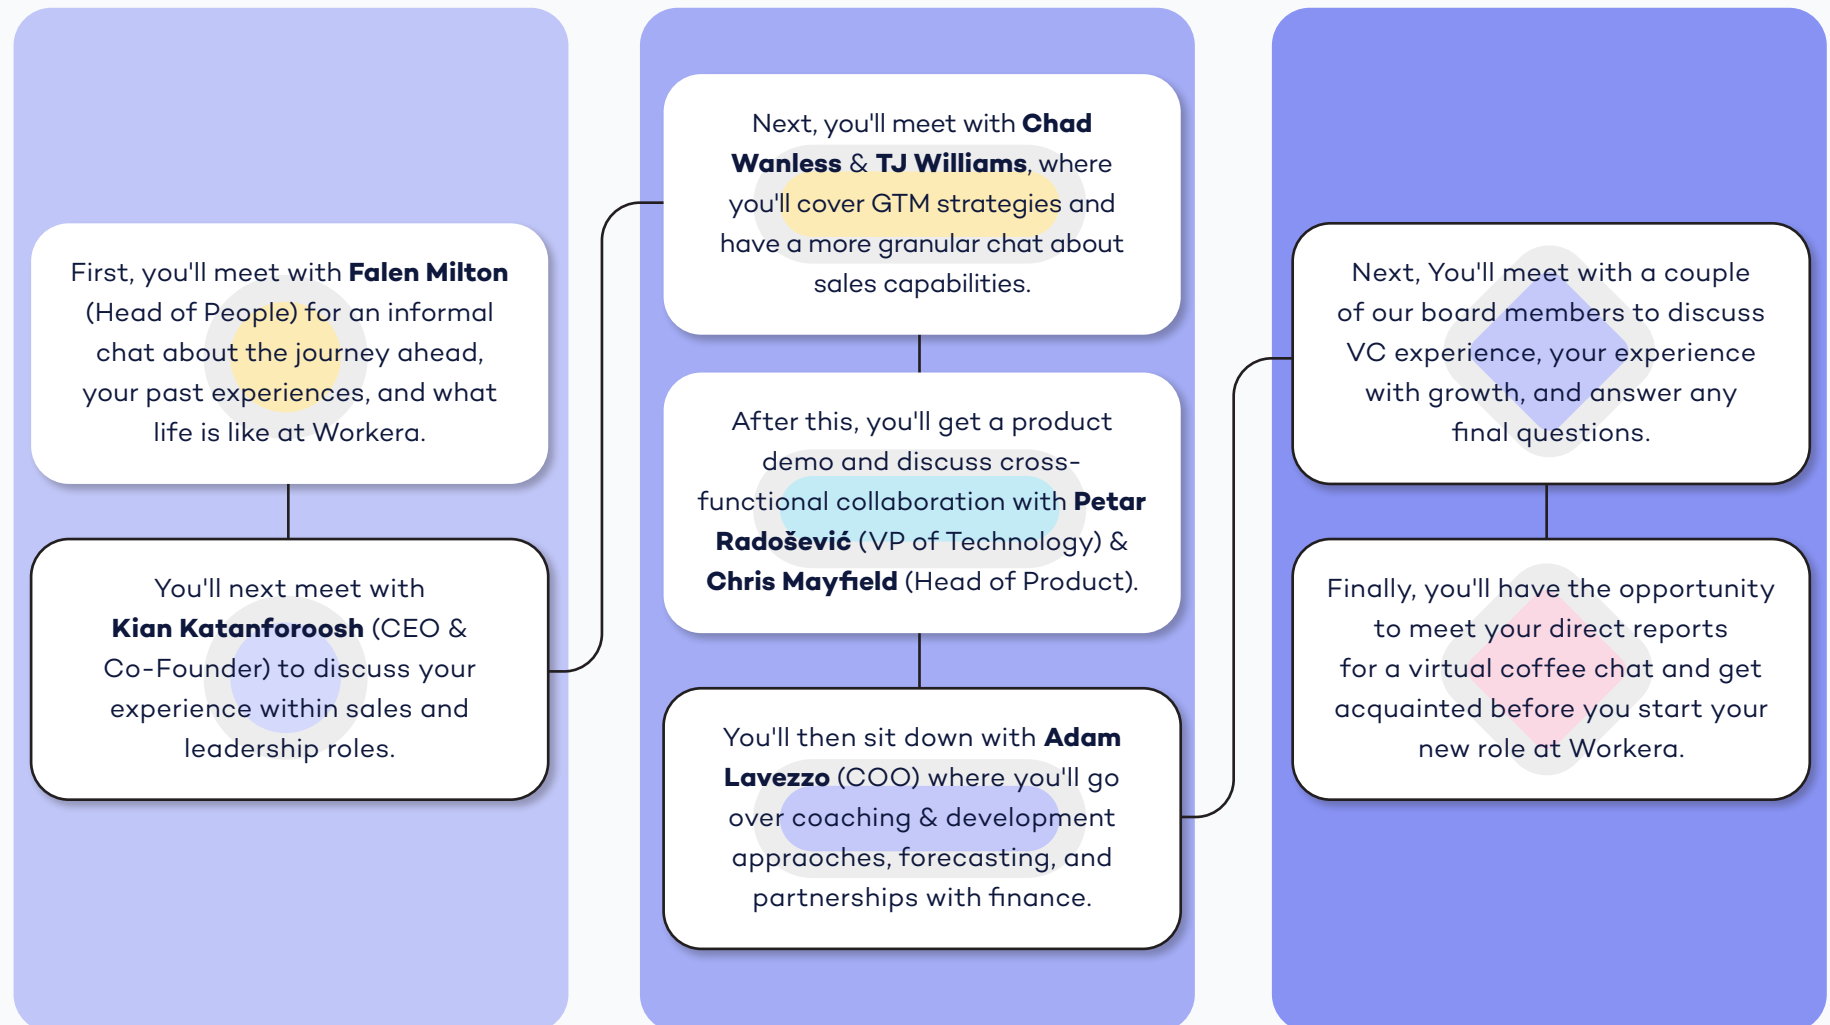 First, you'll meet with Falen Milton
(Head of People) for an informal
chat about the journey ahead,
your past experiences, and what
life is like at Workera.
You'll next meet with
Kian Katanforoosh (CEO &
Co-Founder) to discuss your
experience within sales and
leadership roles.
Next, you'll meet with Chad
Wanless & TJ Williams, where
you'll cover GTM strategies and
have a more granular chat about
sales capabilities.
After this, you'll get a product
demo and discuss cross-
functional collaboration with Petar
Radošević (VP of Technology) &
Chris Mayfield (Head of Product).
You'll then sit down with Adam
Lavezzo (COO) where you'll go
over coaching & development
appraoches, forecasting, and
partnerships with finance.
Next, You'll meet with a couple
of our board members to discuss
VC experience, your experience
with growth, and answer any
final questions.
Finally, you'll have the opportunity
to meet your direct reports
for a virtual coffee chat and get
acquainted before you start your
new role at Workera.